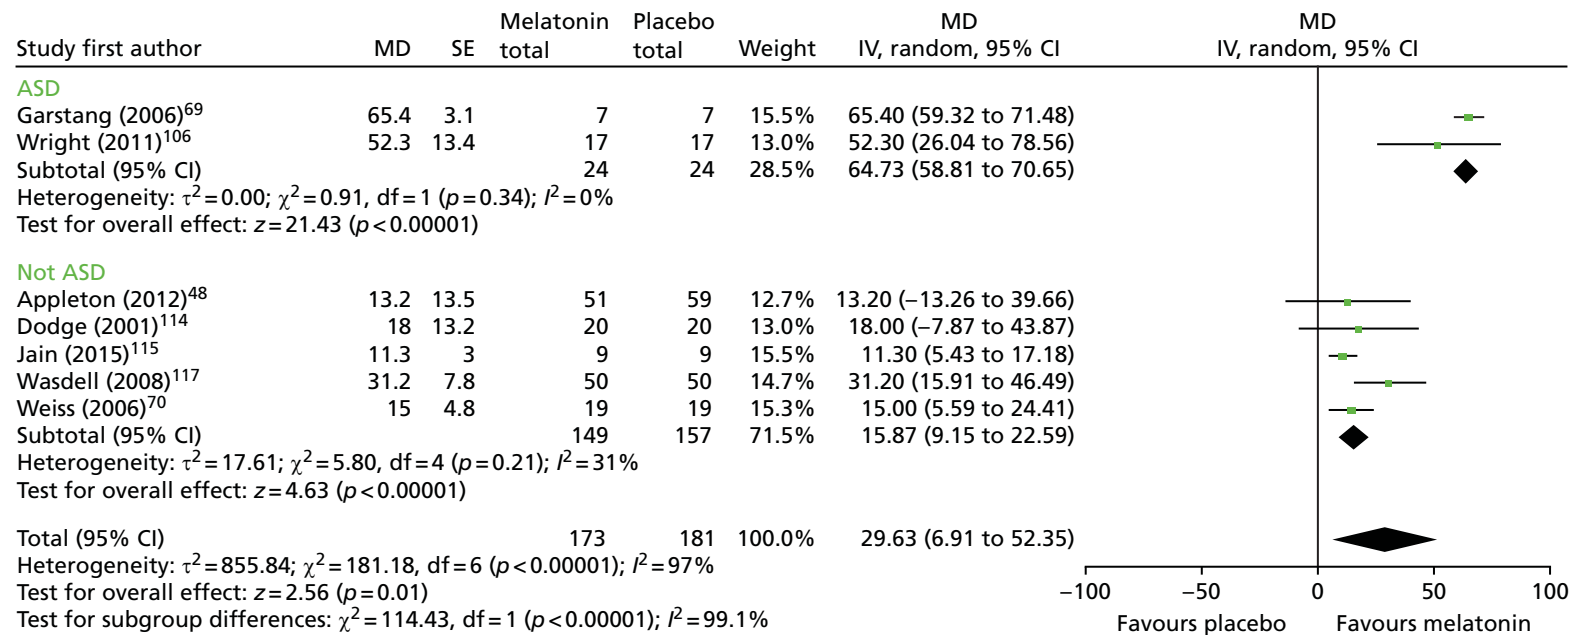 Melatonin Placebo MD MD
Study first author MD SE total total Weight IV, random, 95% CI IV, random, 95% CI
ASD
Garstang (2006)69 65.4 3.1 7 7 15.5% 65.40 (59.32 to 71.48)
Wright (2011)106 52.3 13.4 17 17 13.0% 52.30 (26.04 to 78.56)
Subtotal (95% CI) 24 24 28.5% 64.73 (58.81 to 70.65)
Heterogeneity: τ2=0.00; χ2=0.91, df=1 (p=0.34); I2=0%
Test for overall effect: z=21.43 (p<0.00001)
Not ASD
Appleton (2012)48 13.2 13.5 51 59 12.7% 13.20 (−13.26 to 39.66)
Dodge (2001)114 18 13.2 20 20 13.0% 18.00 (−7.87 to 43.87)
Jain (2015)115 11.3 3 9 9 15.5% 11.30 (5.43 to 17.18)
Wasdell (2008)117 31.2 7.8 50 50 14.7% 31.20 (15.91 to 46.49)
Weiss (2006)70 15 4.8 19 19 15.3% 15.00 (5.59 to 24.41)
Subtotal (95% CI) 149 157 71.5% 15.87 (9.15 to 22.59)
Heterogeneity: τ2=17.61; χ2=5.80, df=4 (p=0.21); I2=31%
Test for overall effect: z=4.63 (p<0.00001)
Total (95% CI) 173 181 100.0% 29.63 (6.91 to 52.35)
Heterogeneity: τ2=855.84; χ2=181.18, df=6 (p<0.00001); I2=97%
Test for overall effect: z=2.56 (p=0.01)
Test for subgroup differences: χ2=114.43, df=1 (p<0.00001); I2=99.1%
−100 −50 0 50 100
Favours placebo Favours melatonin